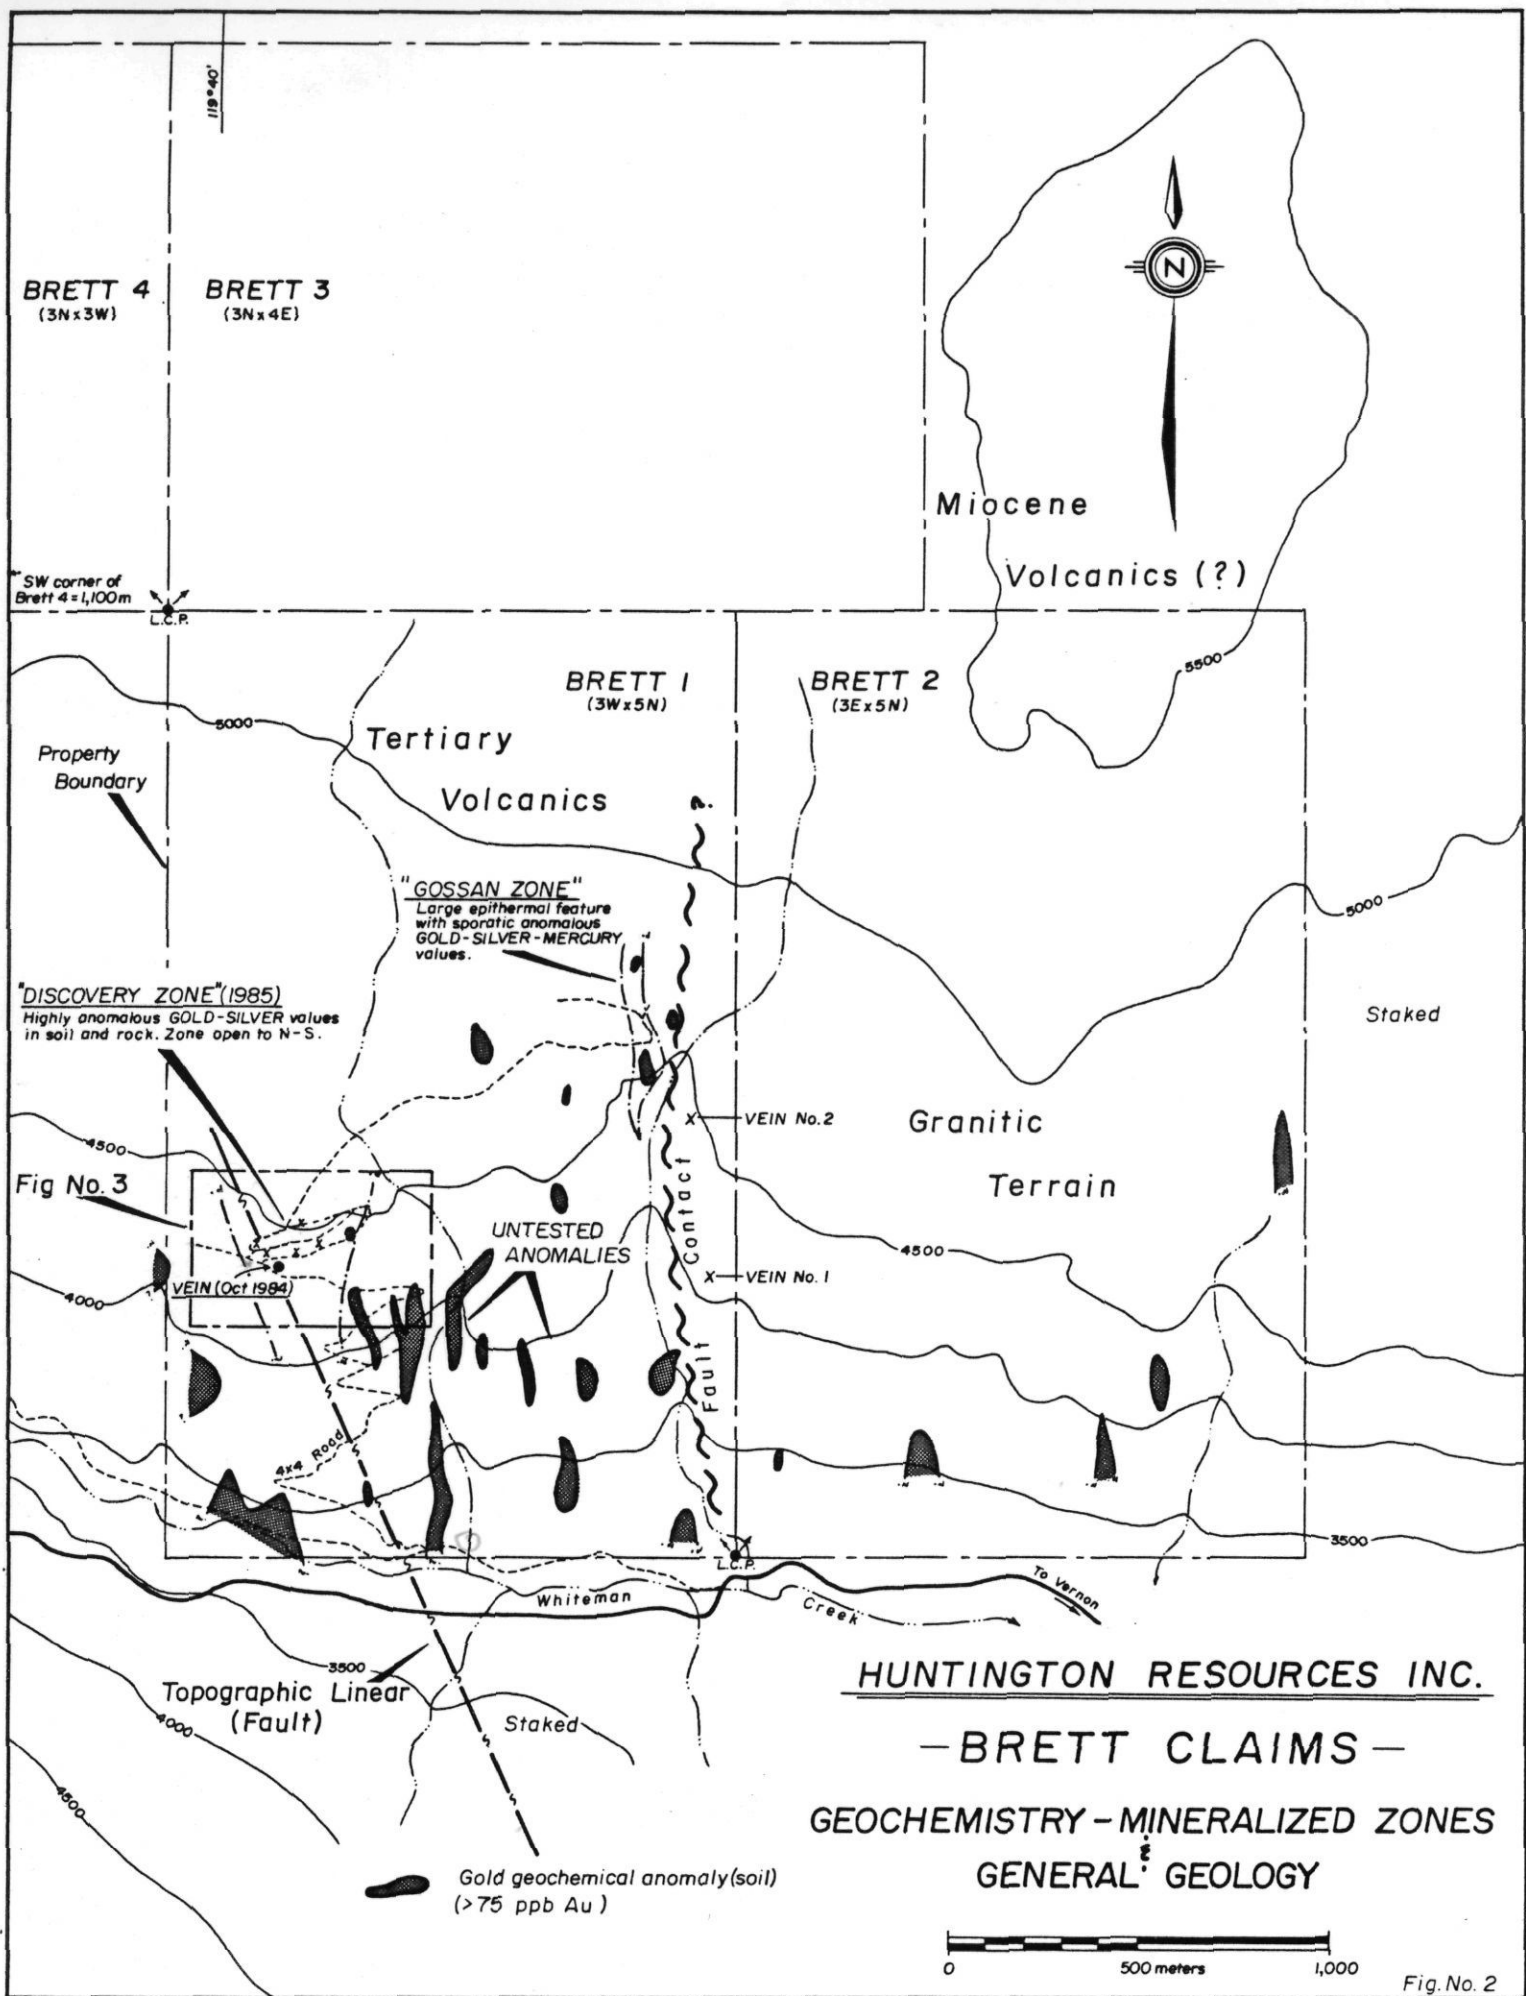 119°40'
BRETT 4
(3N x 3W)
BRETT 3
(3N x 4E)
N
Miocene
Volcanics (?)
SW corner of
Brett 4 = 1,100m
L.C.P.
5500
BRETT 1
(3W x 5N)
BRETT 2
(3E x 5N)
5000
Tertiary
Volcanics
Property
Boundary
?
"GOSSAN ZONE"
Large epithermal feature
with sporatic anomalous
GOLD-SILVER-MERCURY
values.
5000
"DISCOVERY ZONE"(1985)
Highly anomalous GOLD-SILVER values
in soil and rock. Zone open to N-S.
Staked
x VEIN No. 2
Granitic
Terrain
4500
Fig No. 3
Contact
Fault
UNTESTED
ANOMALIES
4500
x VEIN No. 1
VEIN (Oct 1984)
4000
4x4 Road
3500
L.C.P.
Whiteman
Creek
To Vernon
3500
Topographic Linear
(Fault)
4000
Staked
4500
HUNTINGTON RESOURCES INC.
— BRETT CLAIMS —
GEOCHEMISTRY - MINERALIZED ZONES
&
GENERAL GEOLOGY
Gold geochemical anomaly (soil)
(>75 ppb Au)
0 500 meters 1,000
Fig. No. 2